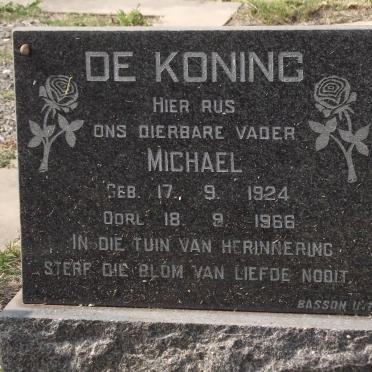 DE KONING
HIER RUS
ONS DIERBARE VADER
MICHAEL
GEB. 17. 9. 1924
OORL 18 9 1966
IN DIE TUIN VAN HERINNERING
STERF DIE BLOM VAN LIEFDE NOOIT
BASSON